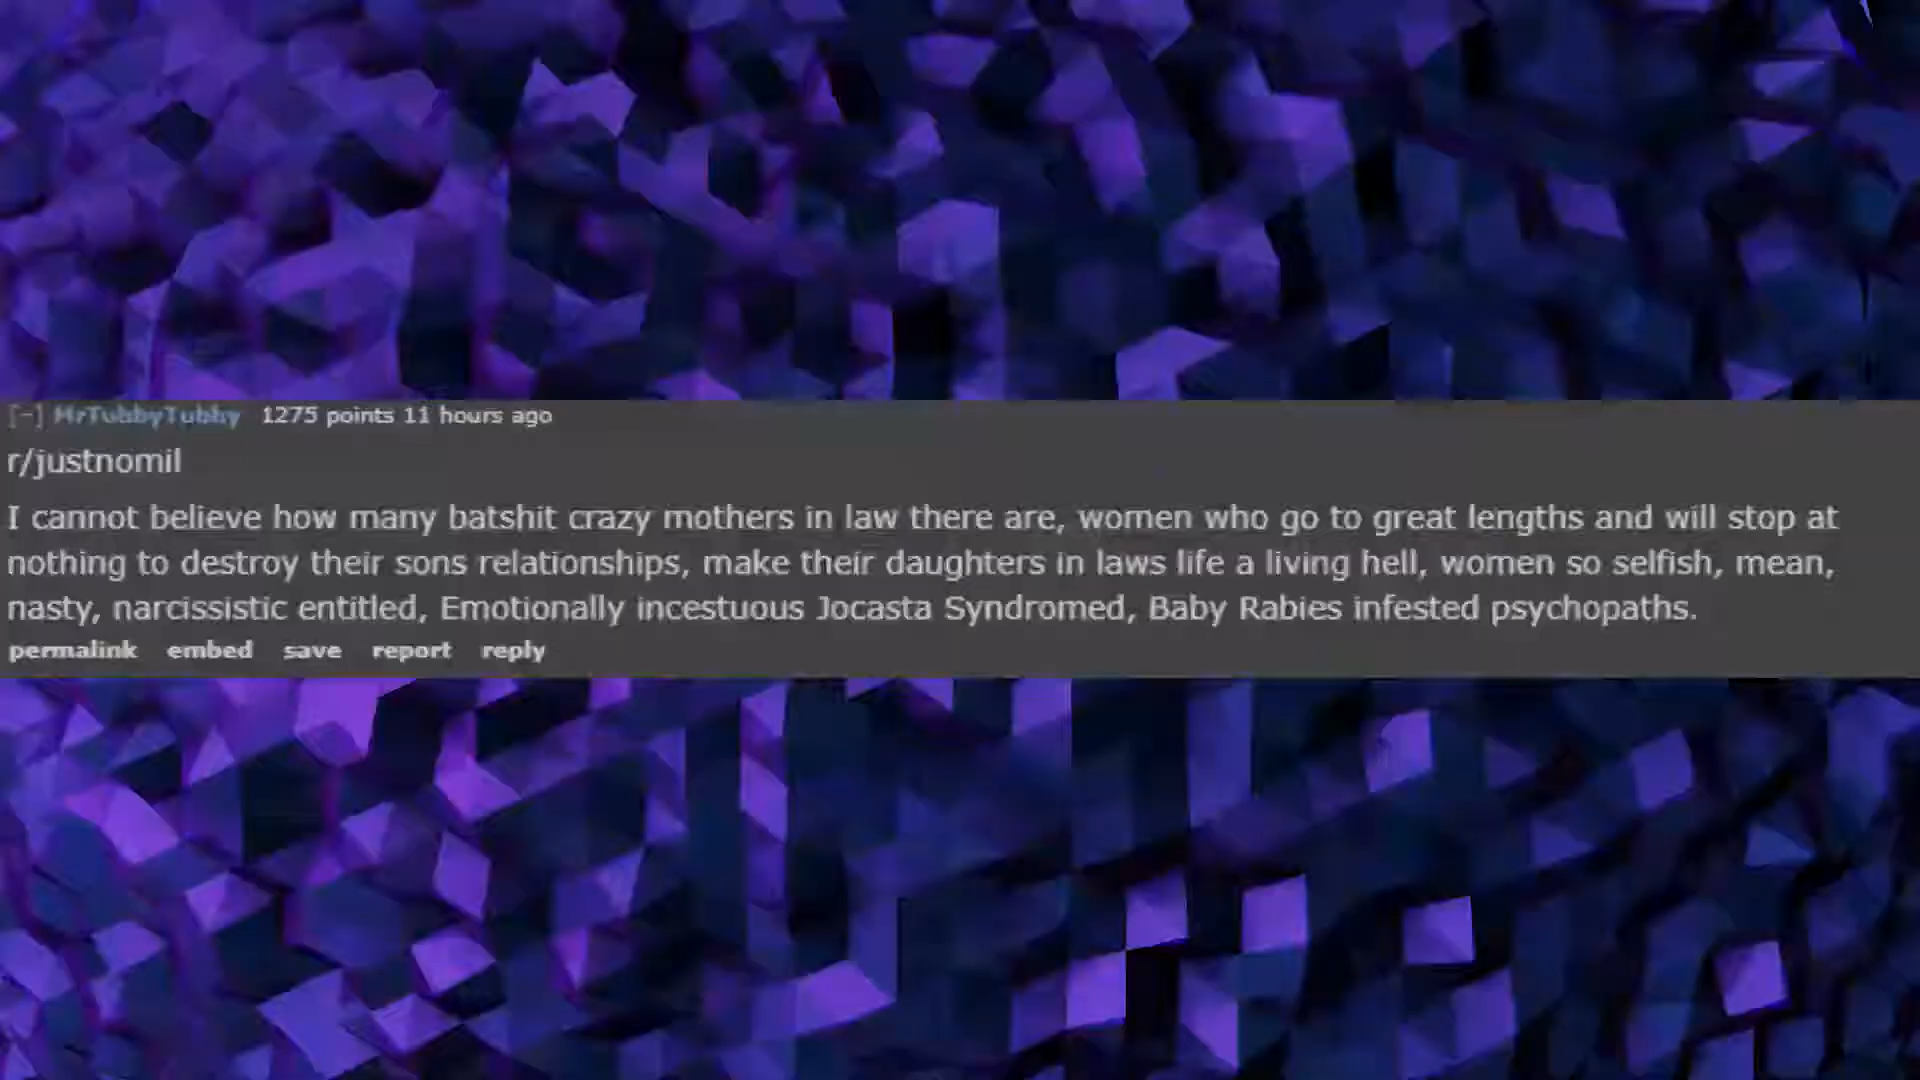 [-] MrTubbyTubby 1275 points 11 hours ago
r/justnomil
I cannot believe how many batshit crazy mothers in law there are, women who go to great lengths and will stop at
nothing to destroy their sons relationships, make their daughters in laws life a living hell, women so selfish, mean,
nasty, narcissistic entitled, Emotionally incestuous Jocasta Syndromed, Baby Rabies infested psychopaths.
permalink embed save report reply